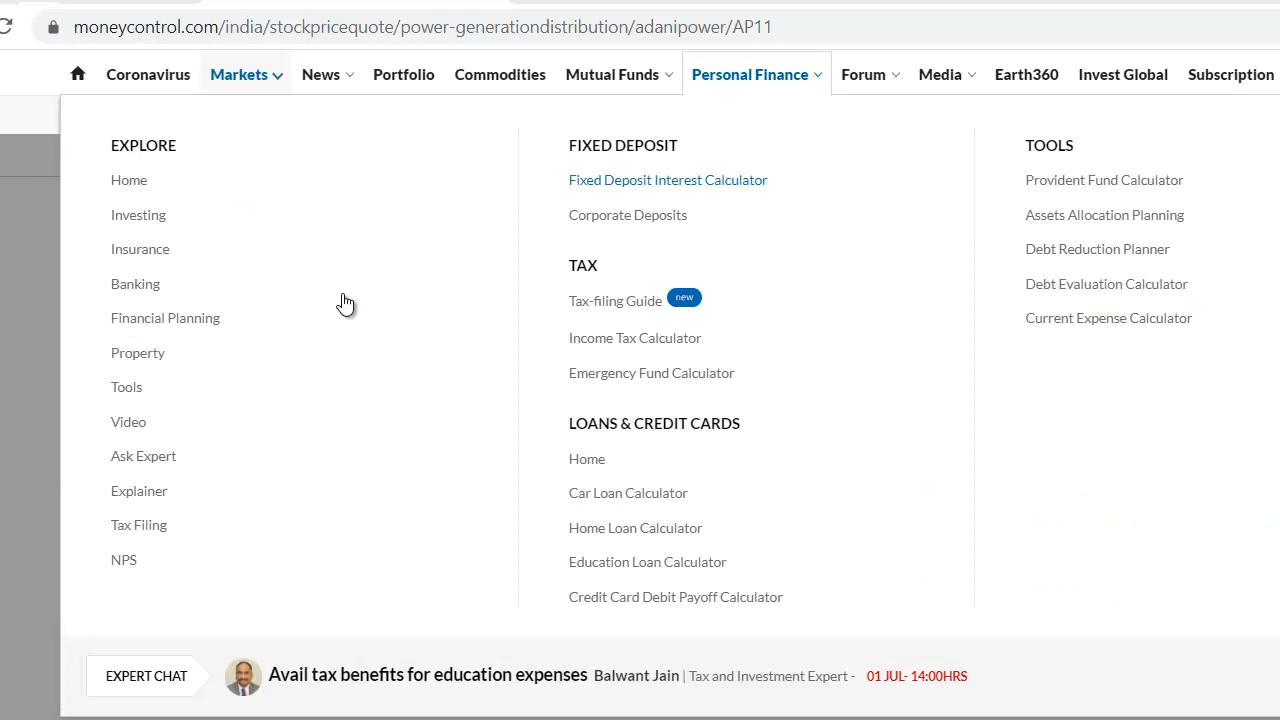 moneycontrol.com/india/stockpricequote/power-generationdistribution/adanipower/AP11
Coronavirus Markets News Portfolio Commodities Mutual Funds Personal Finance Forum Media Earth360 Invest Global Subscription
EXPLORE
Home
Investing
Insurance
Banking
Financial Planning
Property
Tools
Video
Ask Expert
Explainer
Tax Filing
NPS
FIXED DEPOSIT
Fixed Deposit Interest Calculator
Corporate Deposits
TAX
Tax-filing Guide new
Income Tax Calculator
Emergency Fund Calculator
LOANS & CREDIT CARDS
Home
Car Loan Calculator
Home Loan Calculator
Education Loan Calculator
Credit Card Debit Payoff Calculator
TOOLS
Provident Fund Calculator
Assets Allocation Planning
Debt Reduction Planner
Debt Evaluation Calculator
Current Expense Calculator
EXPERT CHAT Avail tax benefits for education expenses Balwant Jain | Tax and Investment Expert - 01 JUL- 14:00HRS